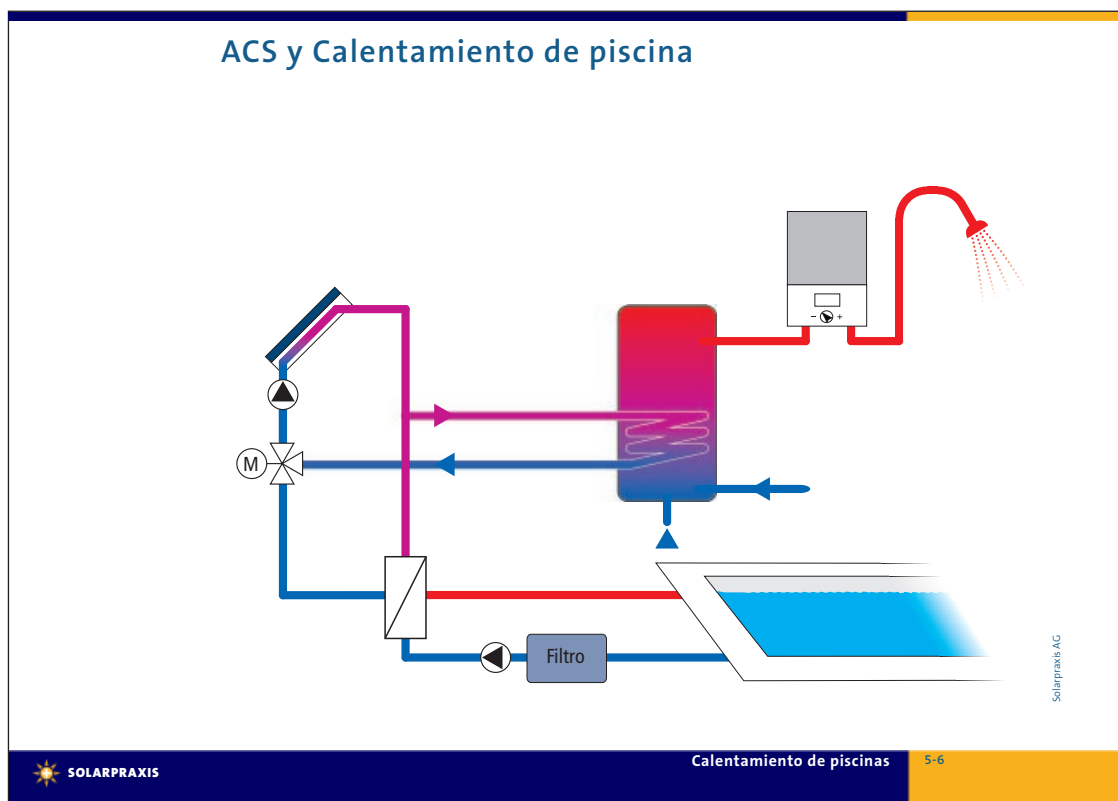 ACS y Calentamiento de piscina
- +
M
Filtro
Solarpraxis AG
SOLARPRAXIS
Calentamiento de piscinas
5-6